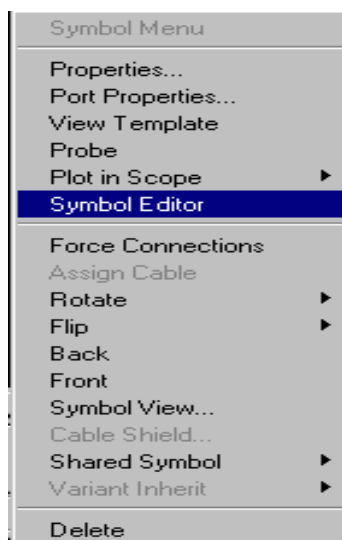 Symbol Menu
Properties...
Port Properties...
View Template
Probe
Plot in Scope
Symbol Editor
Force Connections
Assign Cable
Rotate
Flip
Back
Front
Symbol View...
Cable Shield...
Shared Symbol
Variant Inherit
Delete